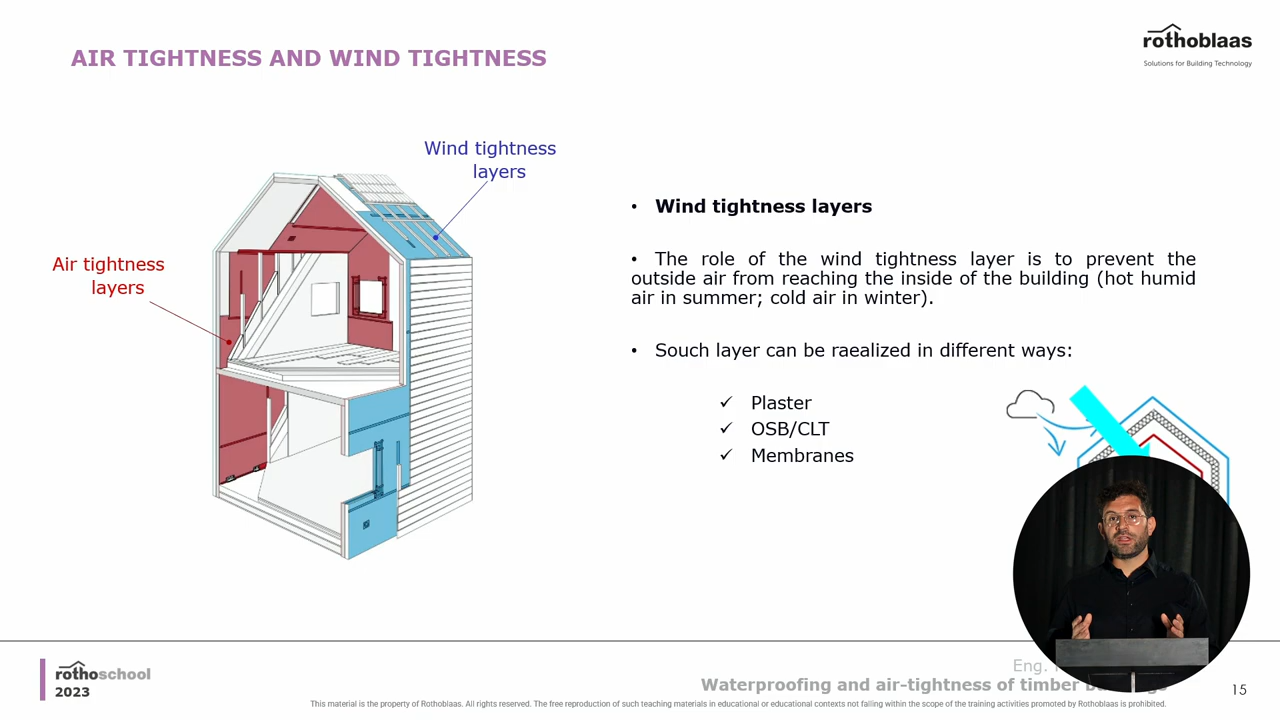 AIR TIGHTNESS AND WIND TIGHTNESS
rothoblaas
Solutions for Building Technology
Wind tightness
layers
Air tightness
layers
• Wind tightness layers
• The role of the wind tightness layer is to prevent the
outside air from reaching the inside of the building (hot humid
air in summer; cold air in winter).
• Souch layer can be raealized in different ways:
✓ Plaster
✓ OSB/CLT
✓ Membranes
rothoschool
2023
Eng.
Waterproofing and air-tightness of timber
This material is the property of Rothoblaas. All rights reserved. The free reproduction of such teaching materials in educational or educational contexts not falling within the scope of the training activities promoted by Rothoblaas is prohibited.
15